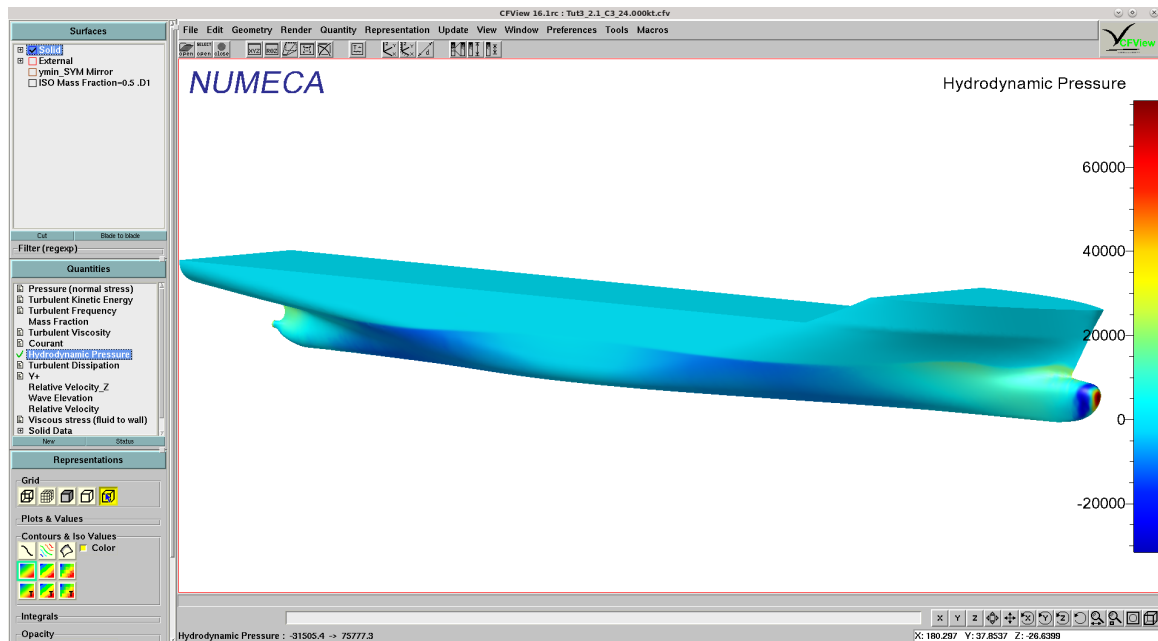 CFView 16.1rc : Tut3_2.1_C3_24.000kt.cfv
Surfaces
File Edit Geometry Render Quantity Representation Update View Window Preferences Tools Macros
CFView
Solid
External
ymin_SYM Mirror
ISO Mass Fraction=0.5 .D1
Cut Blade to blade
Filter (regexp)
NUMECA
Hydrodynamic Pressure
60000
40000
20000
0
-20000
Quantities
Pressure (normal stress)
Turbulent Kinetic Energy
Turbulent Frequency
Mass Fraction
Turbulent Viscosity
Courant
Hydrodynamic Pressure
Turbulent Dissipation
Y+
Relative Velocity_Z
Wave Elevation
Relative Velocity
Viscous stress (fluid to wall)
Solid Data
New Status
Representations
Grid
Plots & Values
Contours & Iso Values
Color
Integrals
Opacity
X Y Z
Hydrodynamic Pressure : -31505.4 -> 75777.3
X: 180.297 Y: 37.8537 Z: -26.6399